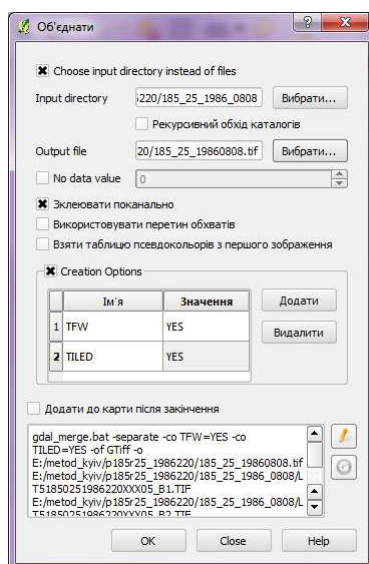 Об'єднати
Choose input directory instead of files
Input directory 220/185_25_1986_0808 Вибрати...
Рекурсивний обхід каталогів
Output file 20/185_25_19860808.tif Вибрати...
No data value 0
Зклеювати поканально
Використовувати перетин обхватів
Взяти таблицю псевдокольорів з першого зображення
Creation Options
Ім'я Значення Додати
1 TFW YES Видалити
2 TILED YES
Додати до карти після закінчення
gdal_merge.bat -separate -co TFW=YES -co
TILED=YES -of GTiff -o
E:/metod_kyiv/p185r25_1986220/185_25_19860808.tif
E:/metod_kyiv/p185r25_1986220/185_25_1986_0808/L
T51850251986220XXX05_B1.TIF
E:/metod_kyiv/p185r25_1986220/185_25_1986_0808/L
T51850251986220XXX05_B2.TIF
OK Close Help